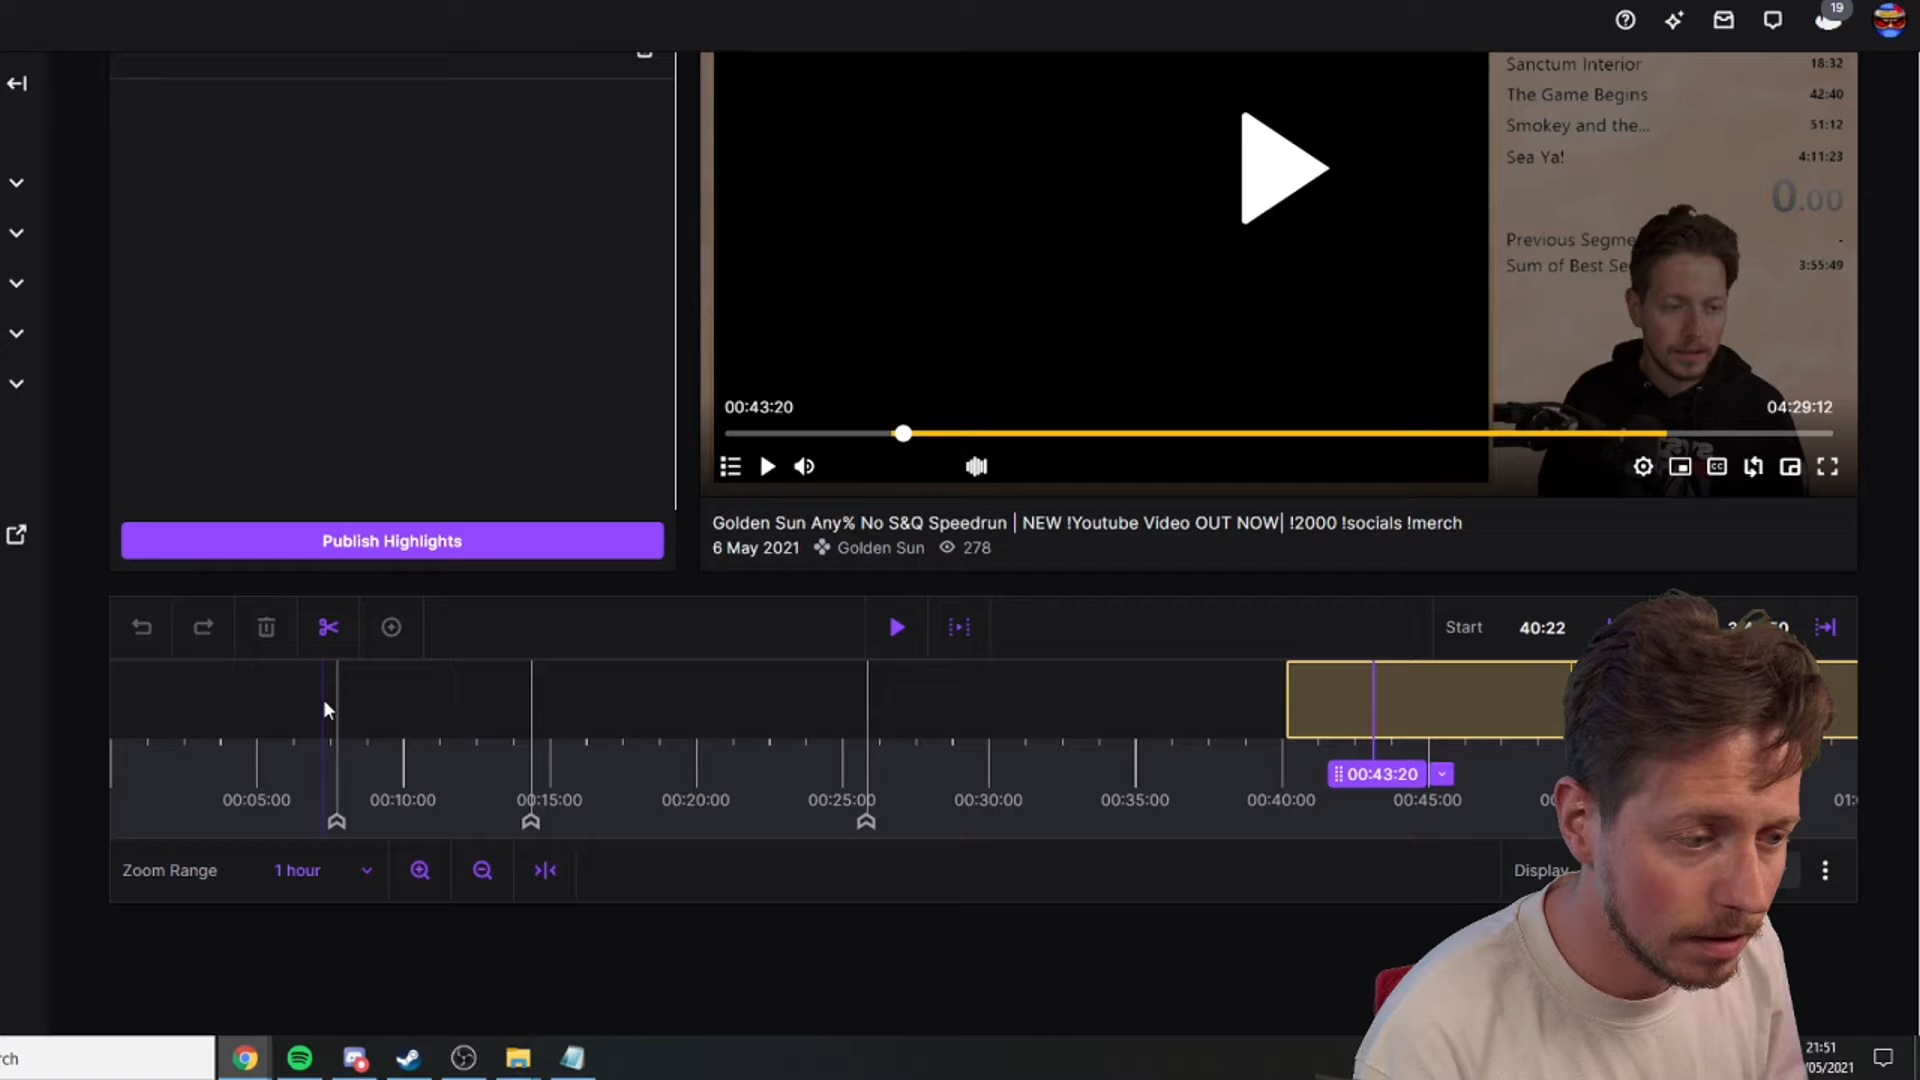 19
Sanctum Interior 18:32
The Game Begins 42:40
Smokey and the... 51:12
Sea Ya! 4:11:23
0.00
Previous Segme -
Sum of Best Se 3:55:49
00:43:20 04:29:12
CC
Publish Highlights
Golden Sun Any% No S&Q Speedrun | NEW !Youtube Video OUT NOW| !2000 !socials !merch
6 May 2021 Golden Sun 278
Start 40:22
00:43:20
00:05:00 00:10:00 00:15:00 00:20:00 00:25:00 00:30:00 00:35:00 00:40:00 00:45:00 01:
Zoom Range 1 hour
Display
rch
21:51
/05/2021